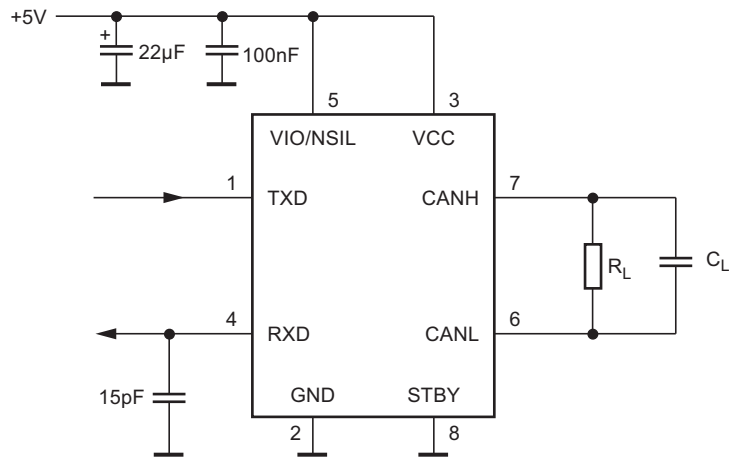 +5V
+
22µF
100nF
5
3
VIO/NSIL
VCC
1
7
TXD
CANH
RL
CL
4
6
RXD
CANL
15pF
GND
STBY
2
8